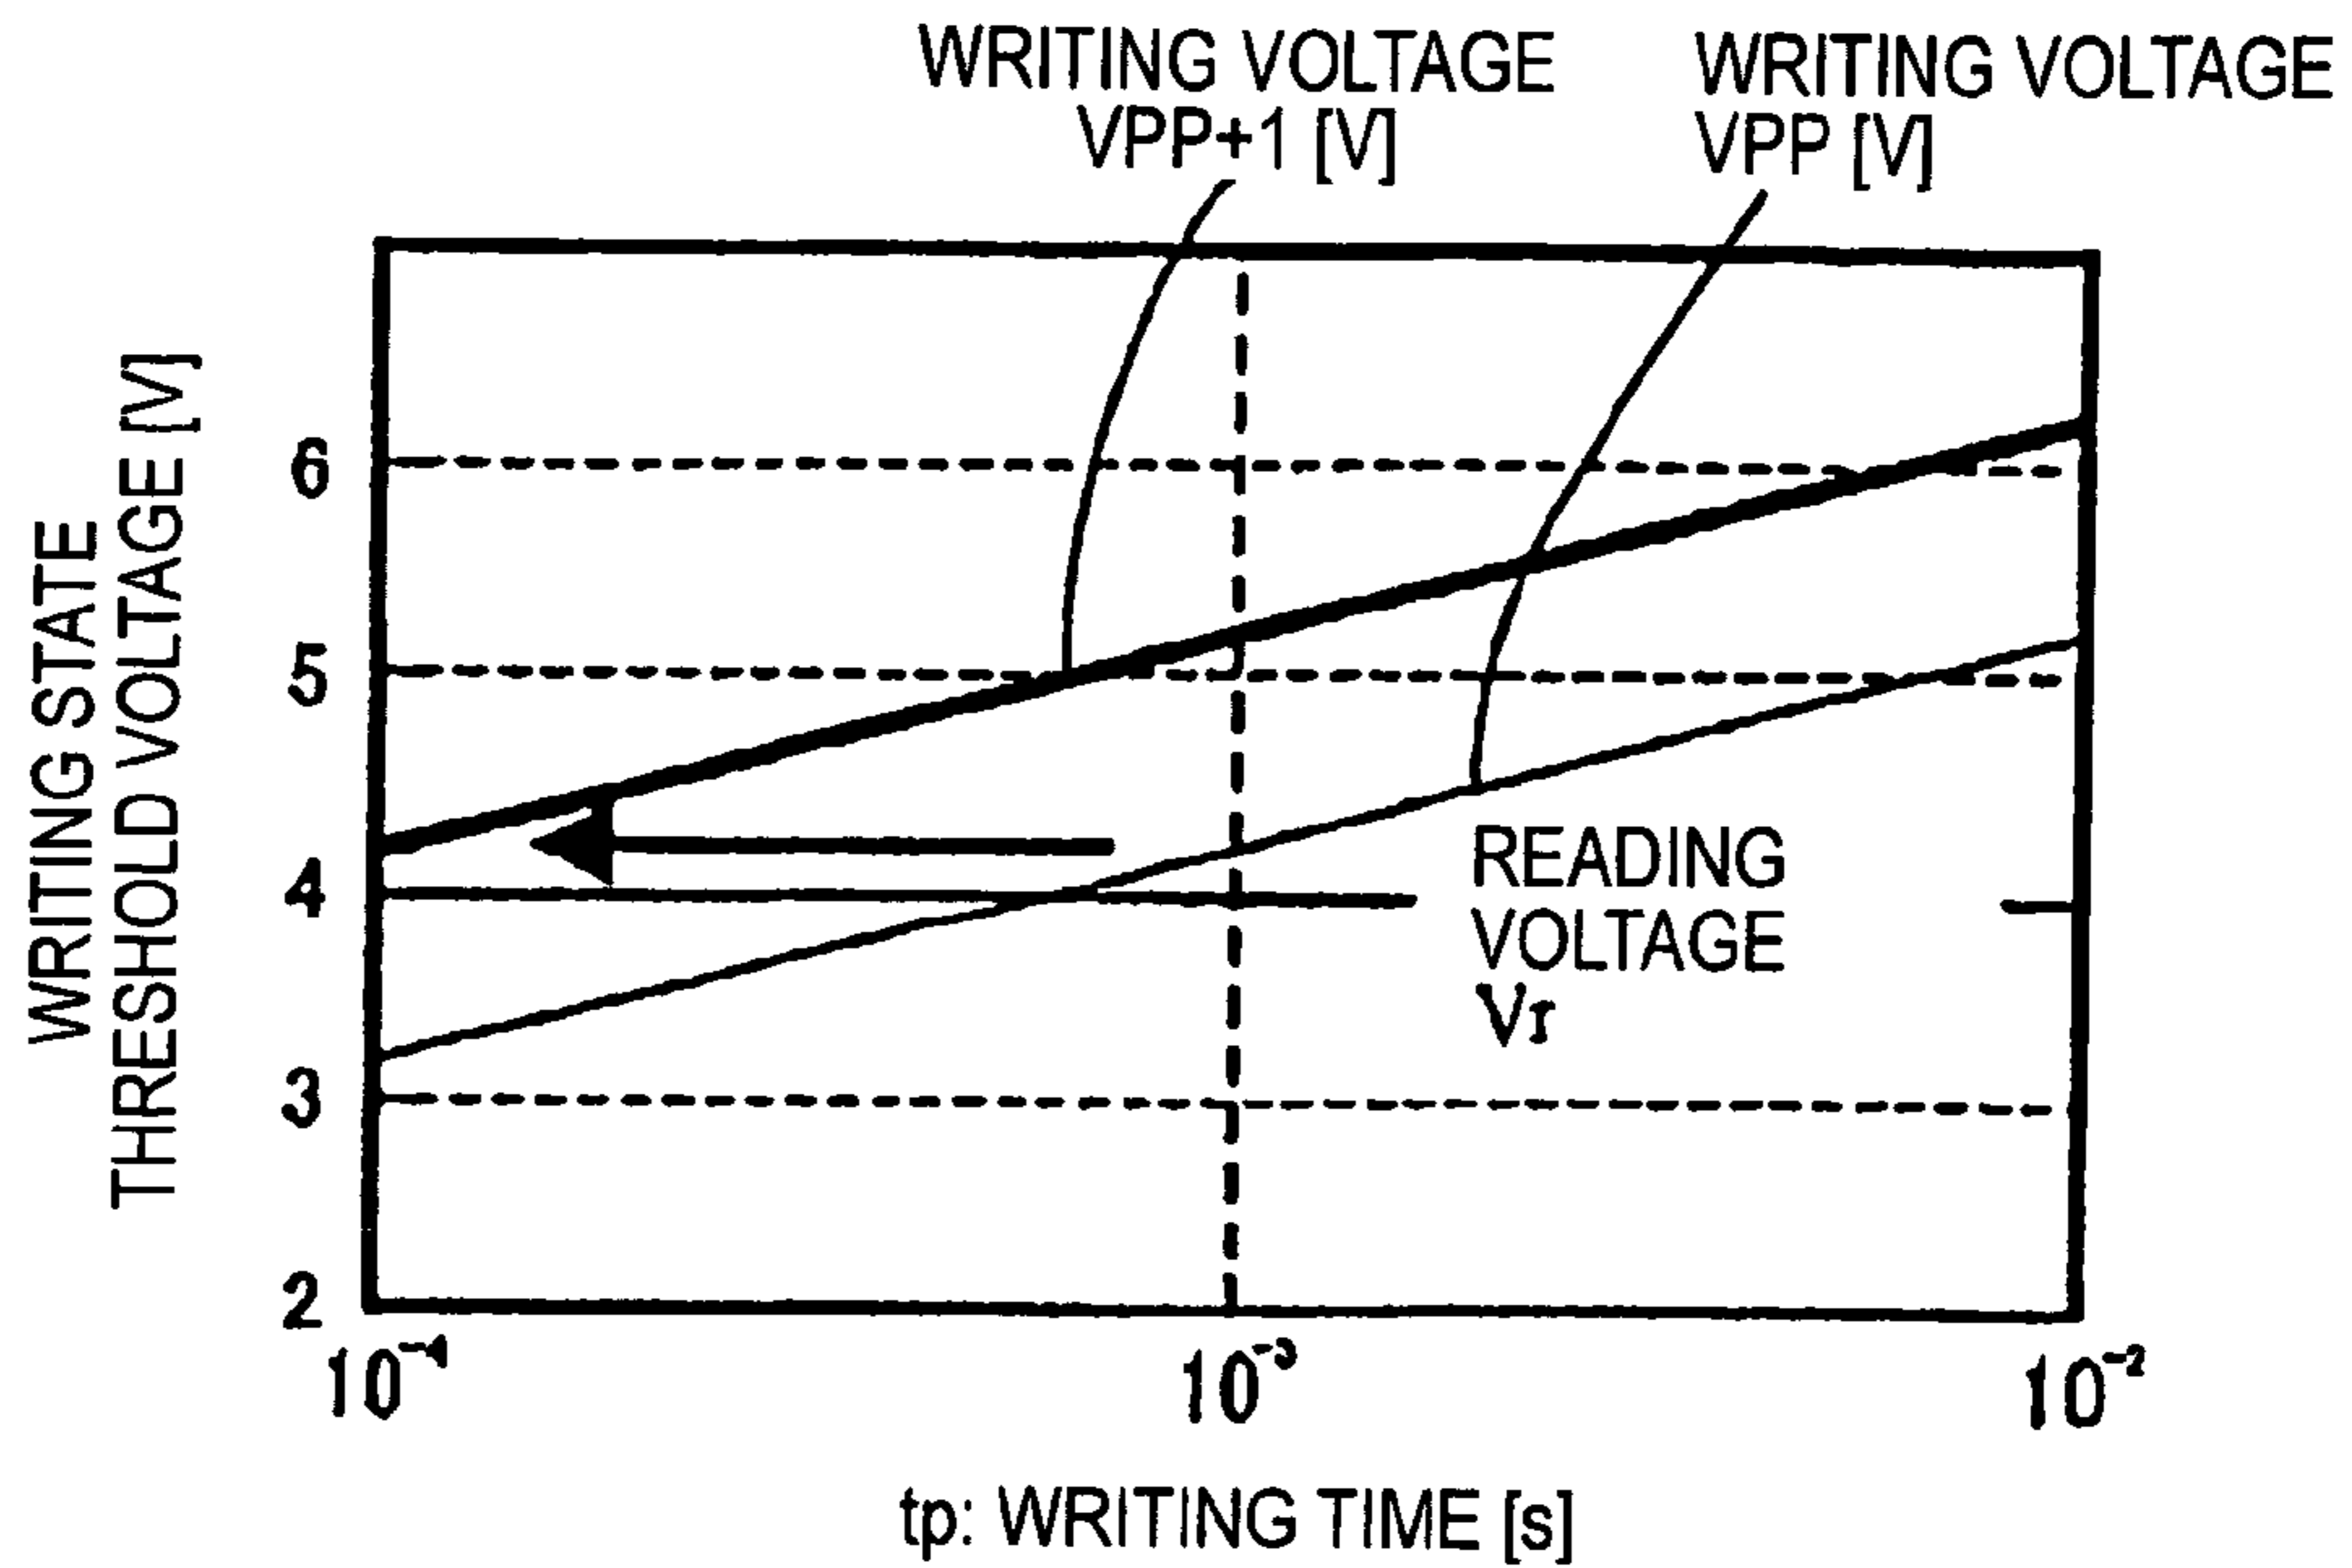 WRITING VOLTAGE
VPP+1 [V]
WRITING VOLTAGE
VPP [V]
WRITING STATE
THRESHOLD VOLTAGE [V]
6
5
4
3
2
READING
VOLTAGE
Vr
10⁻⁴
10⁻³
10⁻²
tp: WRITING TIME [s]